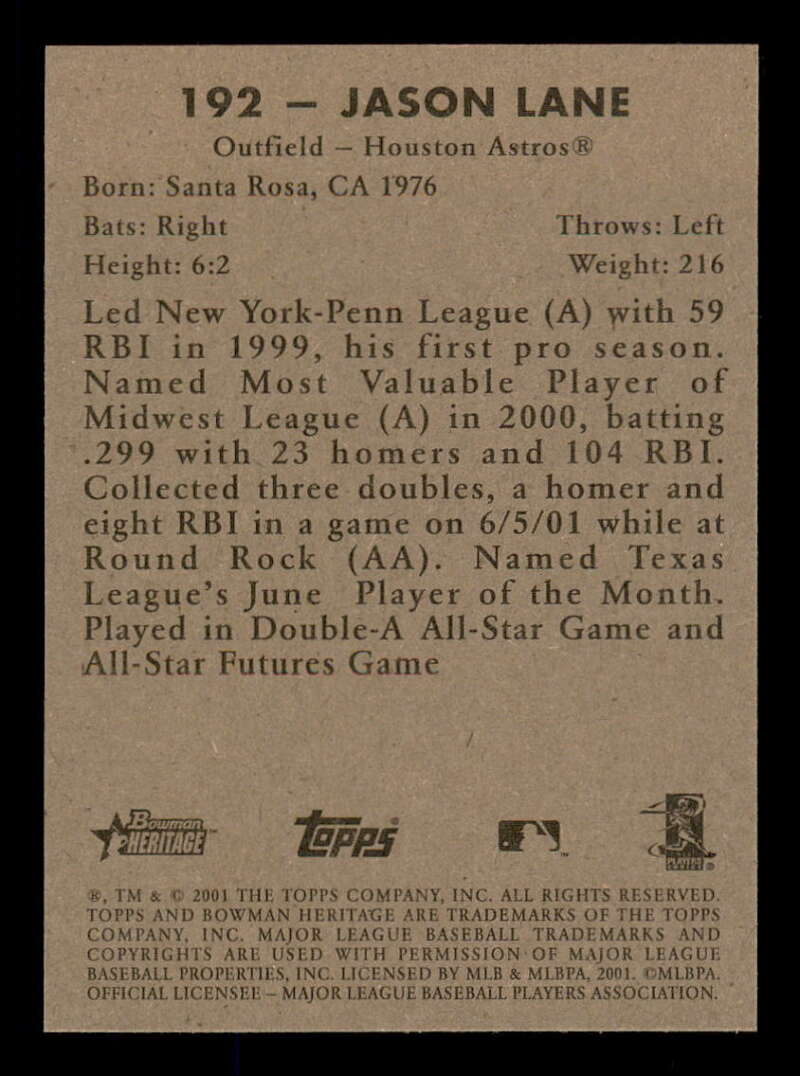 192 – JASON LANE
Outfield – Houston Astros®
Born: Santa Rosa, CA 1976
Bats: Right Throws: Left
Height: 6:2 Weight: 216
Led New York-Penn League (A) with 59
RBI in 1999, his first pro season.
Named Most Valuable Player of
Midwest League (A) in 2000, batting
.299 with 23 homers and 104 RBI.
Collected three doubles, a homer and
eight RBI in a game on 6/5/01 while at
Round Rock (AA). Named Texas
League's June Player of the Month.
Played in Double-A All-Star Game and
All-Star Futures Game
Bowman HERITAGE™ Topps® ™ PLAYERS ®
®, TM & © 2001 THE TOPPS COMPANY, INC. ALL RIGHTS RESERVED.
TOPPS AND BOWMAN HERITAGE ARE TRADEMARKS OF THE TOPPS
COMPANY, INC. MAJOR LEAGUE BASEBALL TRADEMARKS AND
COPYRIGHTS ARE USED WITH PERMISSION OF MAJOR LEAGUE
BASEBALL PROPERTIES, INC. LICENSED BY MLB & MLBPA, 2001. ©MLBPA.
OFFICIAL LICENSEE – MAJOR LEAGUE BASEBALL PLAYERS ASSOCIATION.